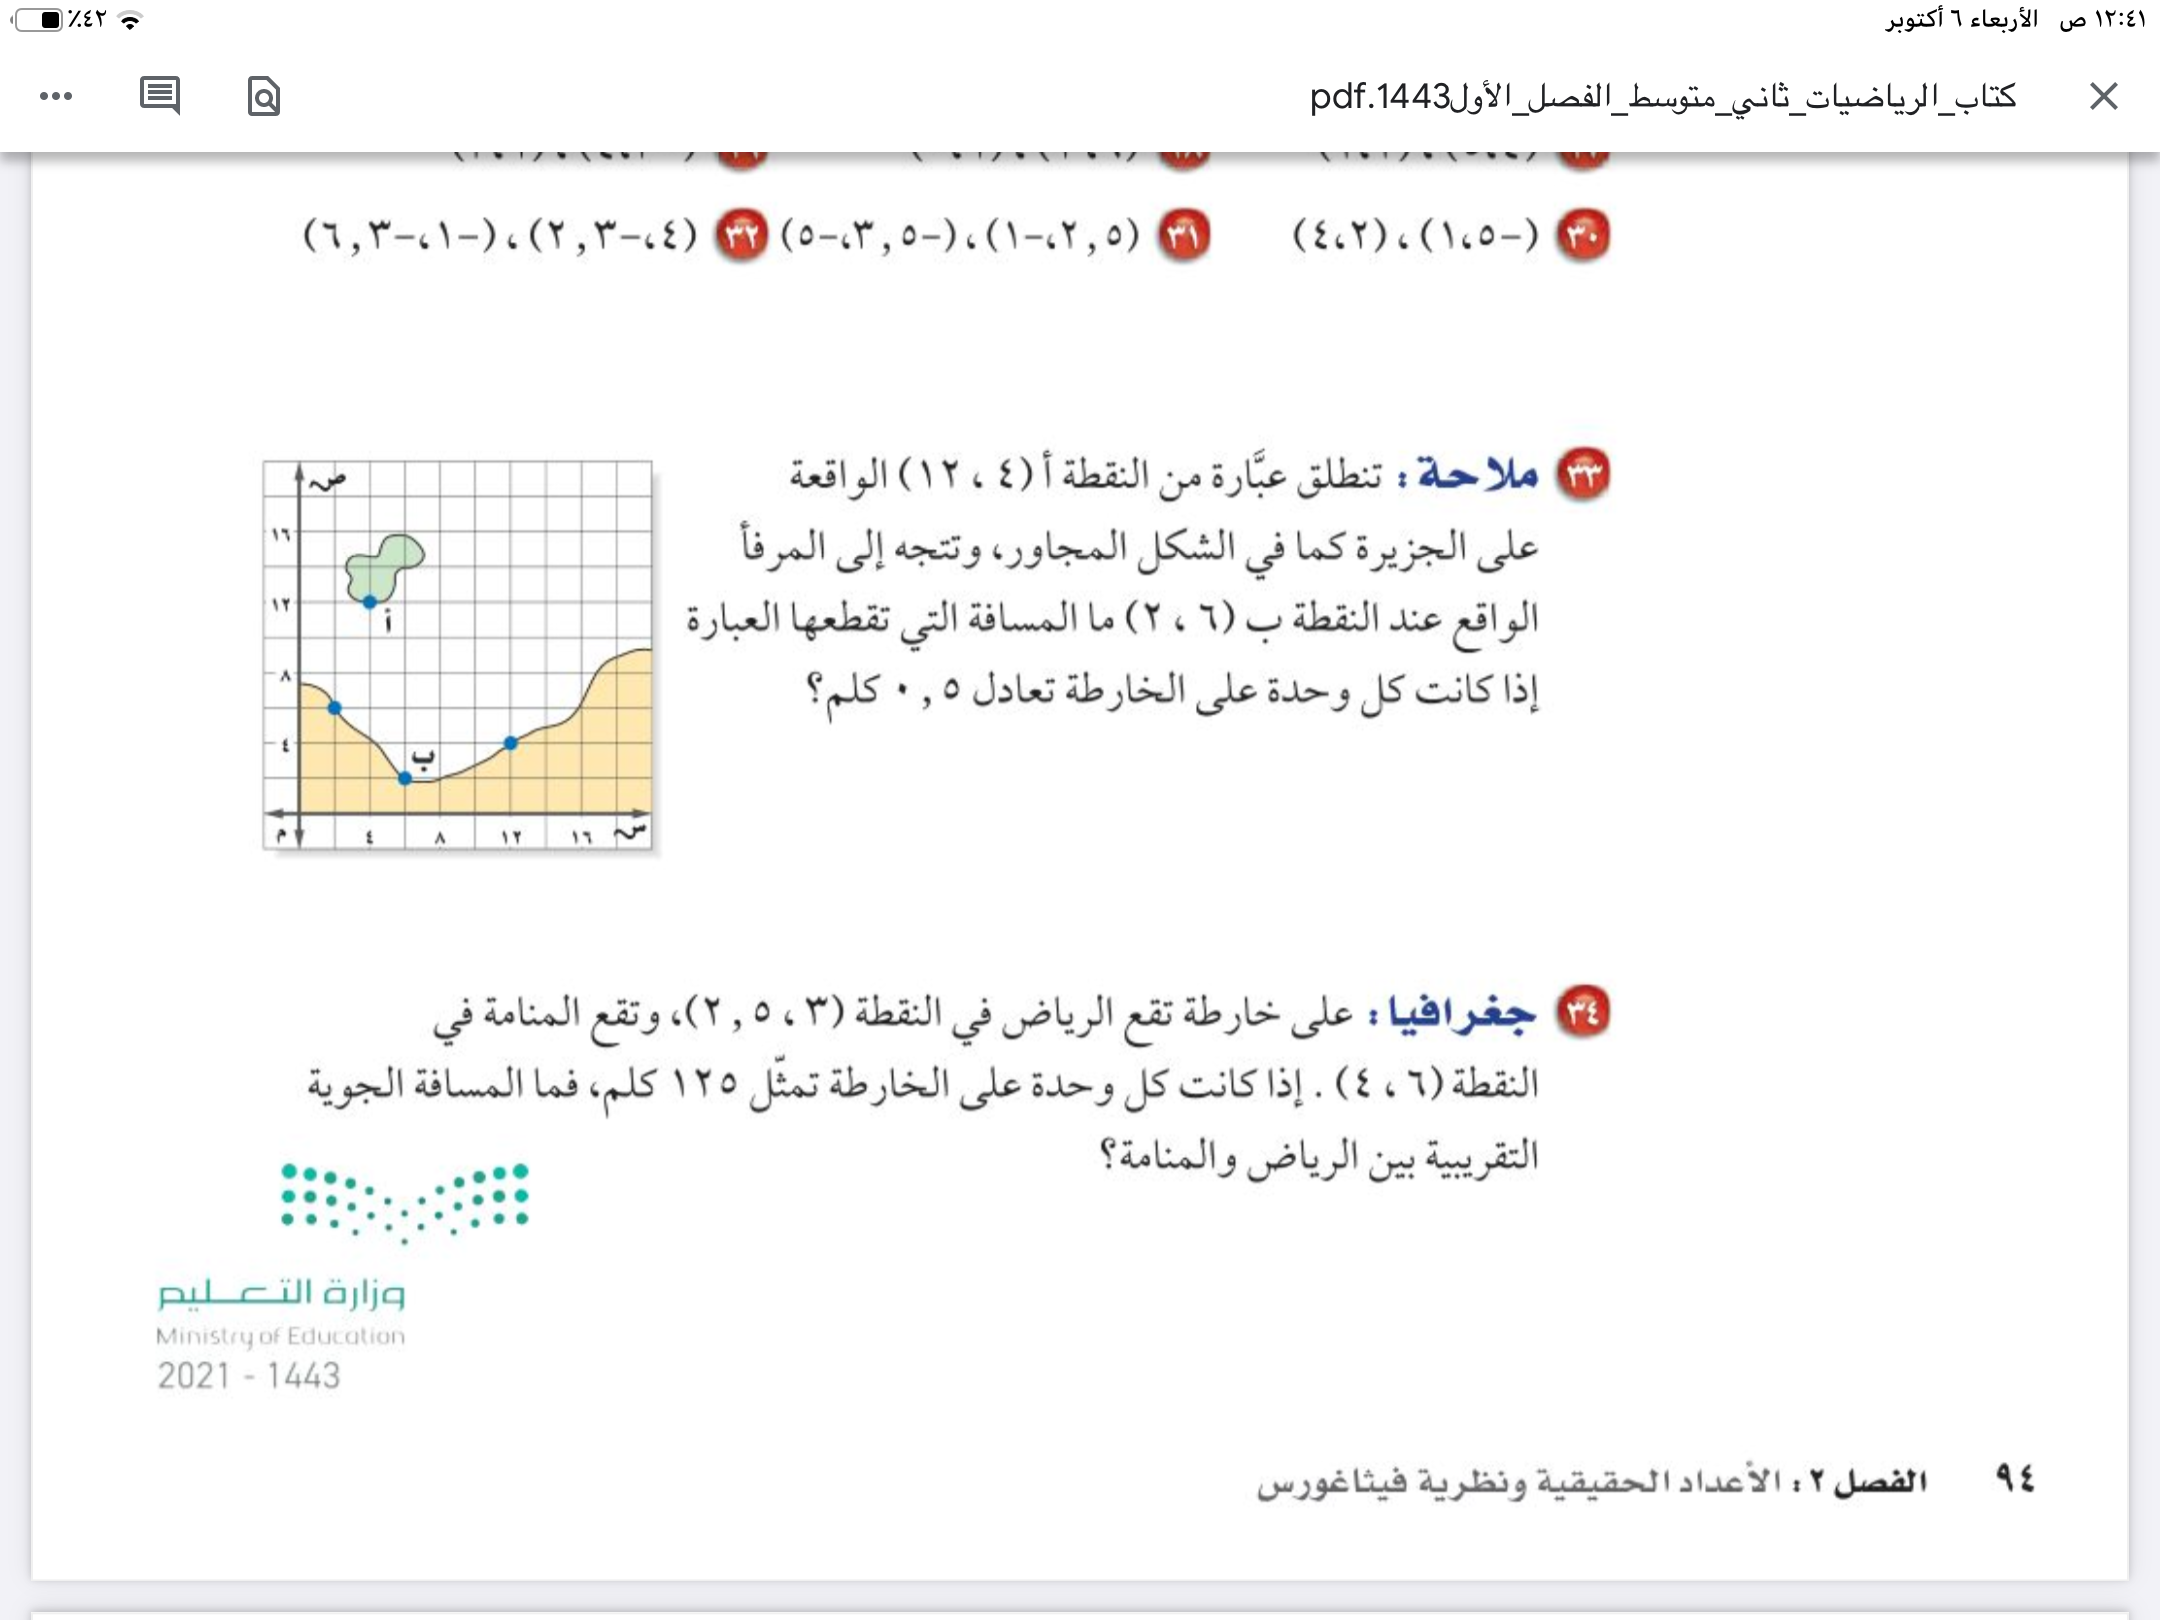 ١٢:٤١ ص الأربعاء ٦ أكتوبر
٪٤٢
كتاب_الرياضيات_ثاني_متوسط_الفصل_الأول1443.pdf
٣٠ (-٥،١)، (٢،٤)
٣١ (٢,٥،-١)، (-٣,٥،-٥)
٣٢ (٤،-٢,٣)، (-١،-٦,٣)
٣٣ ملاحة: تنطلق عبَّارة من النقطة أ (٤ ، ١٢) الواقعة
على الجزيرة كما في الشكل المجاور، وتتجه إلى المرفأ
الواقع عند النقطة ب (٦ ، ٢) ما المسافة التي تقطعها العبارة
إذا كانت كل وحدة على الخارطة تعادل ٠,٥ كلم؟
ص
١٦
١٢
أ
٨
٤
ب
م ٤ ٨ ١٢ ١٦ س
٣٤ جغرافيا: على خارطة تقع الرياض في النقطة (٣ ، ٢,٥)، وتقع المنامة في
النقطة (٦ ، ٤) . إذا كانت كل وحدة على الخارطة تمثّل ١٢٥ كلم، فما المسافة الجوية
التقريبية بين الرياض والمنامة؟
وزارة التعليم
Ministry of Education
2021 - 1443
٩٤ الفصل ٢: الأعداد الحقيقية ونظرية فيثاغورس